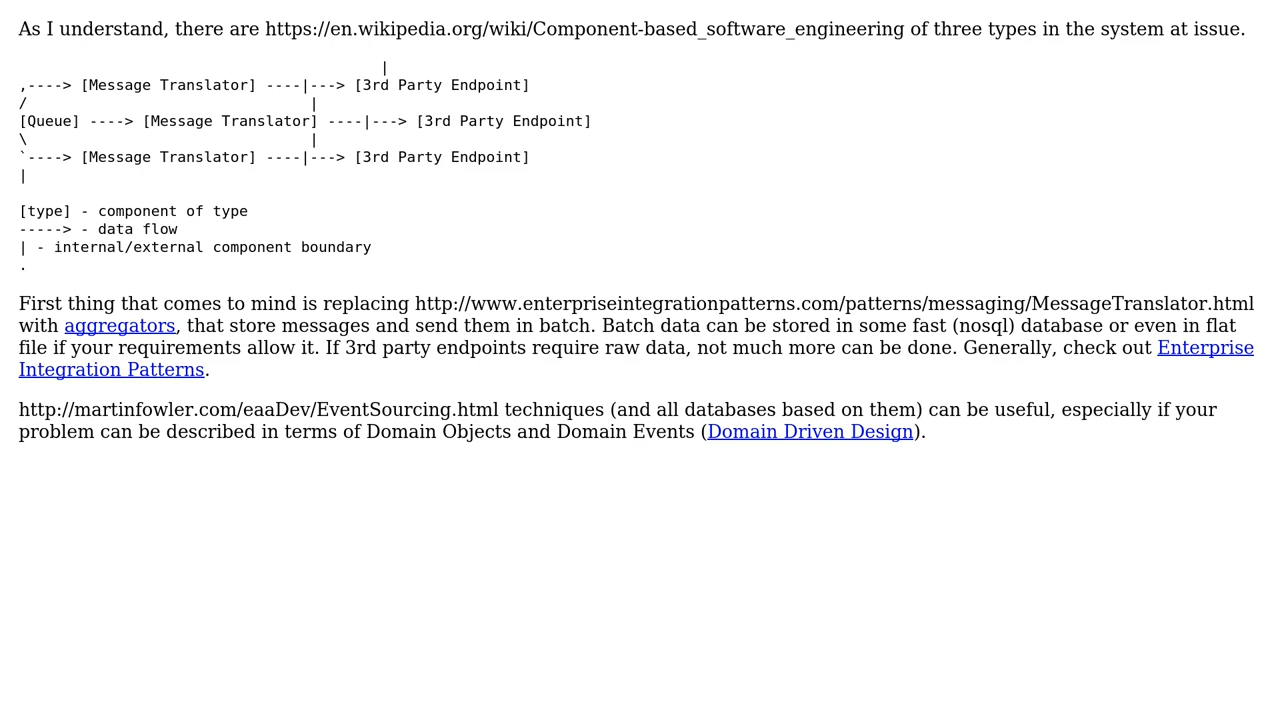 As I understand, there are https://en.wikipedia.org/wiki/Component-based_software_engineering of three types in the system at issue.
                                         |
,----> [Message Translator] ----|---> [3rd Party Endpoint]
/                                |
[Queue] ----> [Message Translator] ----|---> [3rd Party Endpoint]
\                                |
`----> [Message Translator] ----|---> [3rd Party Endpoint]
|
[type] - component of type
-----> - data flow
| - internal/external component boundary
.
First thing that comes to mind is replacing http://www.enterpriseintegrationpatterns.com/patterns/messaging/MessageTranslator.html
with aggregators, that store messages and send them in batch. Batch data can be stored in some fast (nosql) database or even in flat
file if your requirements allow it. If 3rd party endpoints require raw data, not much more can be done. Generally, check out Enterprise
Integration Patterns.
http://martinfowler.com/eaaDev/EventSourcing.html techniques (and all databases based on them) can be useful, especially if your
problem can be described in terms of Domain Objects and Domain Events (Domain Driven Design).